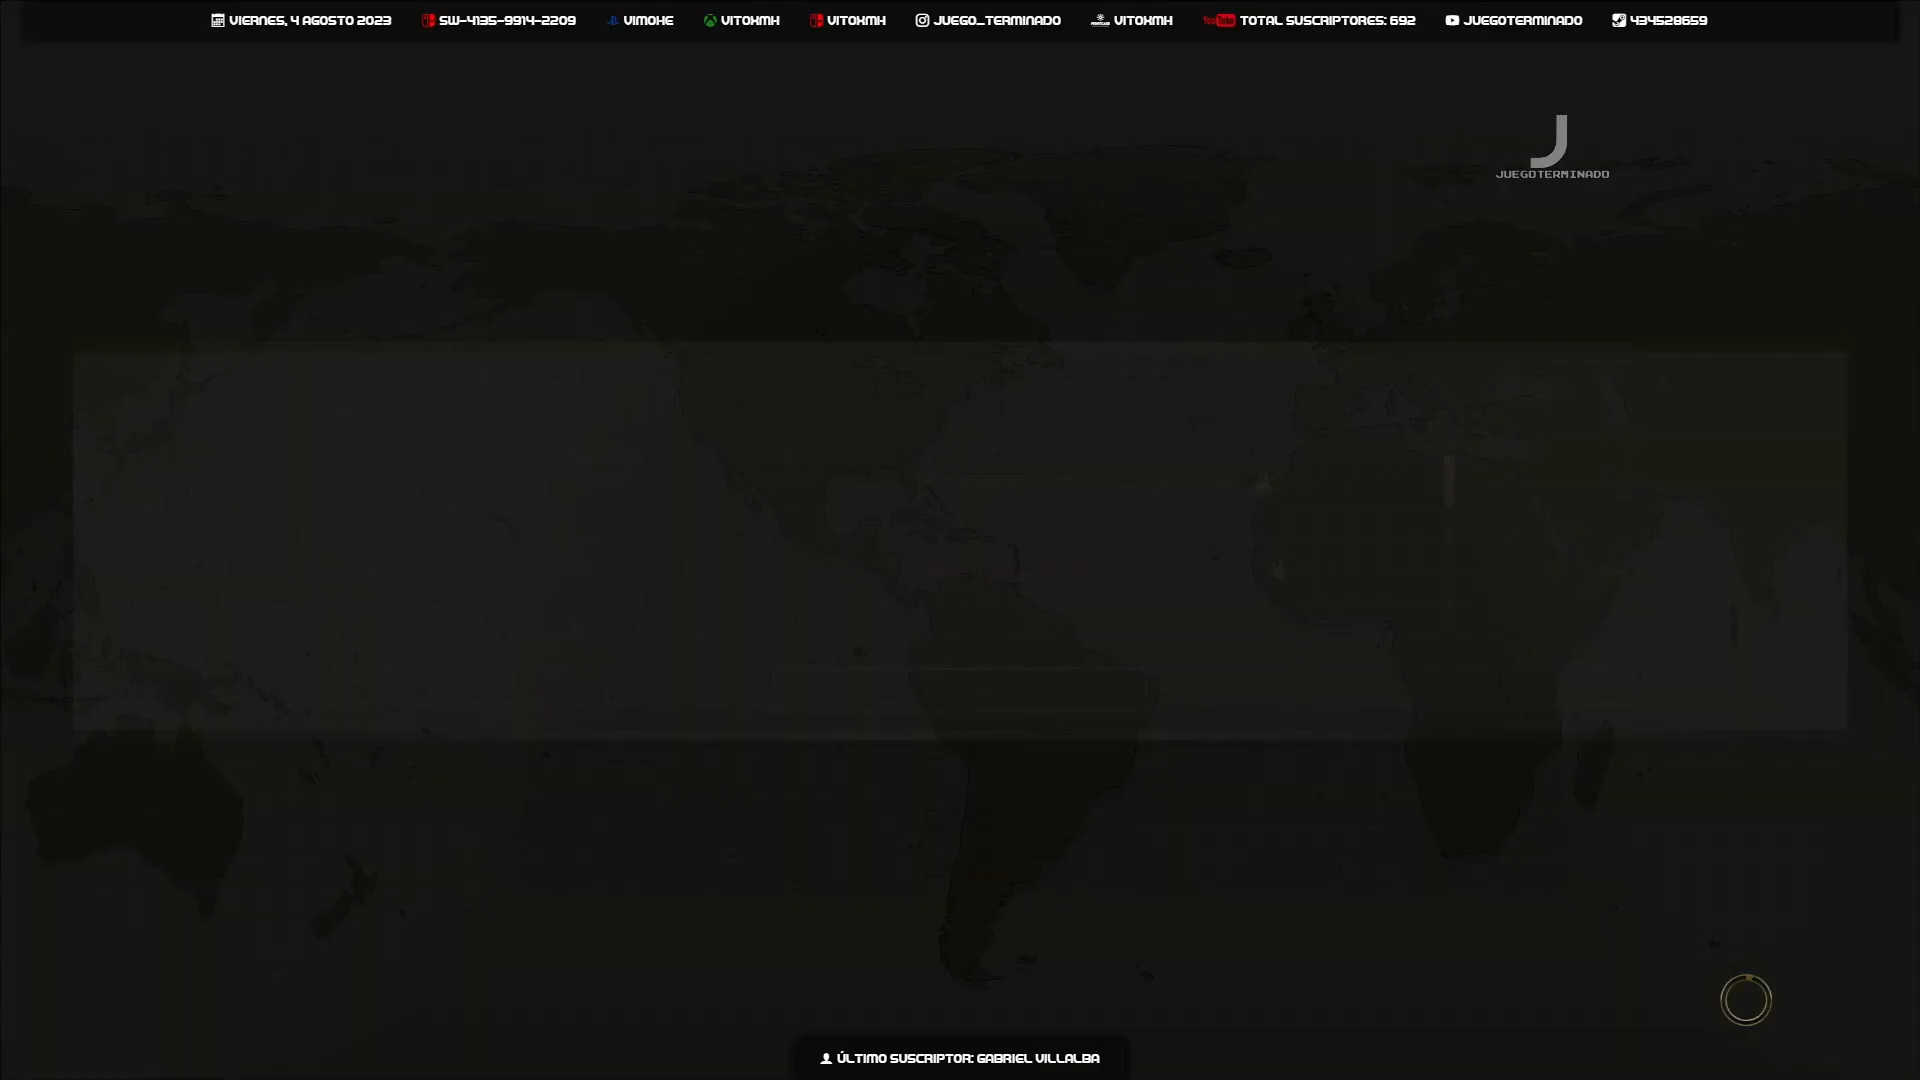 VIERNES, 4 AGOSTO 2023 SW-4135-9914-2209 VIMOHE VITOXMH VITOXMH JUEGO_TERMINADO VITOXMH YouTube TOTAL SUSCRIPTORES: 692 JUEGOTERMINADO 434528659
J
JUEGOTERMINADO
ÚLTIMO SUSCRIPTOR: GABRIEL VILLALBA